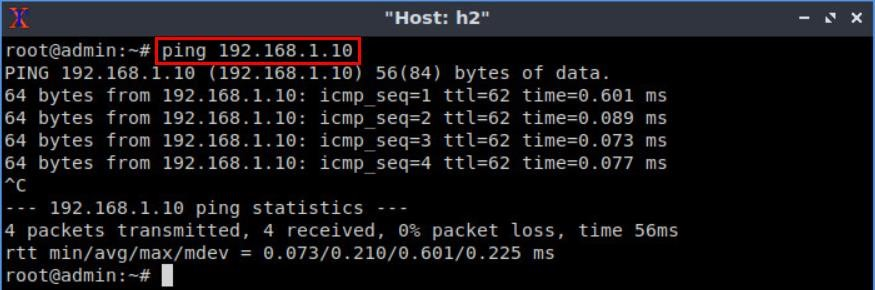 "Host: h2"
root@admin:~# ping 192.168.1.10
PING 192.168.1.10 (192.168.1.10) 56(84) bytes of data.
64 bytes from 192.168.1.10: icmp_seq=1 ttl=62 time=0.601 ms
64 bytes from 192.168.1.10: icmp_seq=2 ttl=62 time=0.089 ms
64 bytes from 192.168.1.10: icmp_seq=3 ttl=62 time=0.073 ms
64 bytes from 192.168.1.10: icmp_seq=4 ttl=62 time=0.077 ms
^C
--- 192.168.1.10 ping statistics ---
4 packets transmitted, 4 received, 0% packet loss, time 56ms
rtt min/avg/max/mdev = 0.073/0.210/0.601/0.225 ms
root@admin:~#